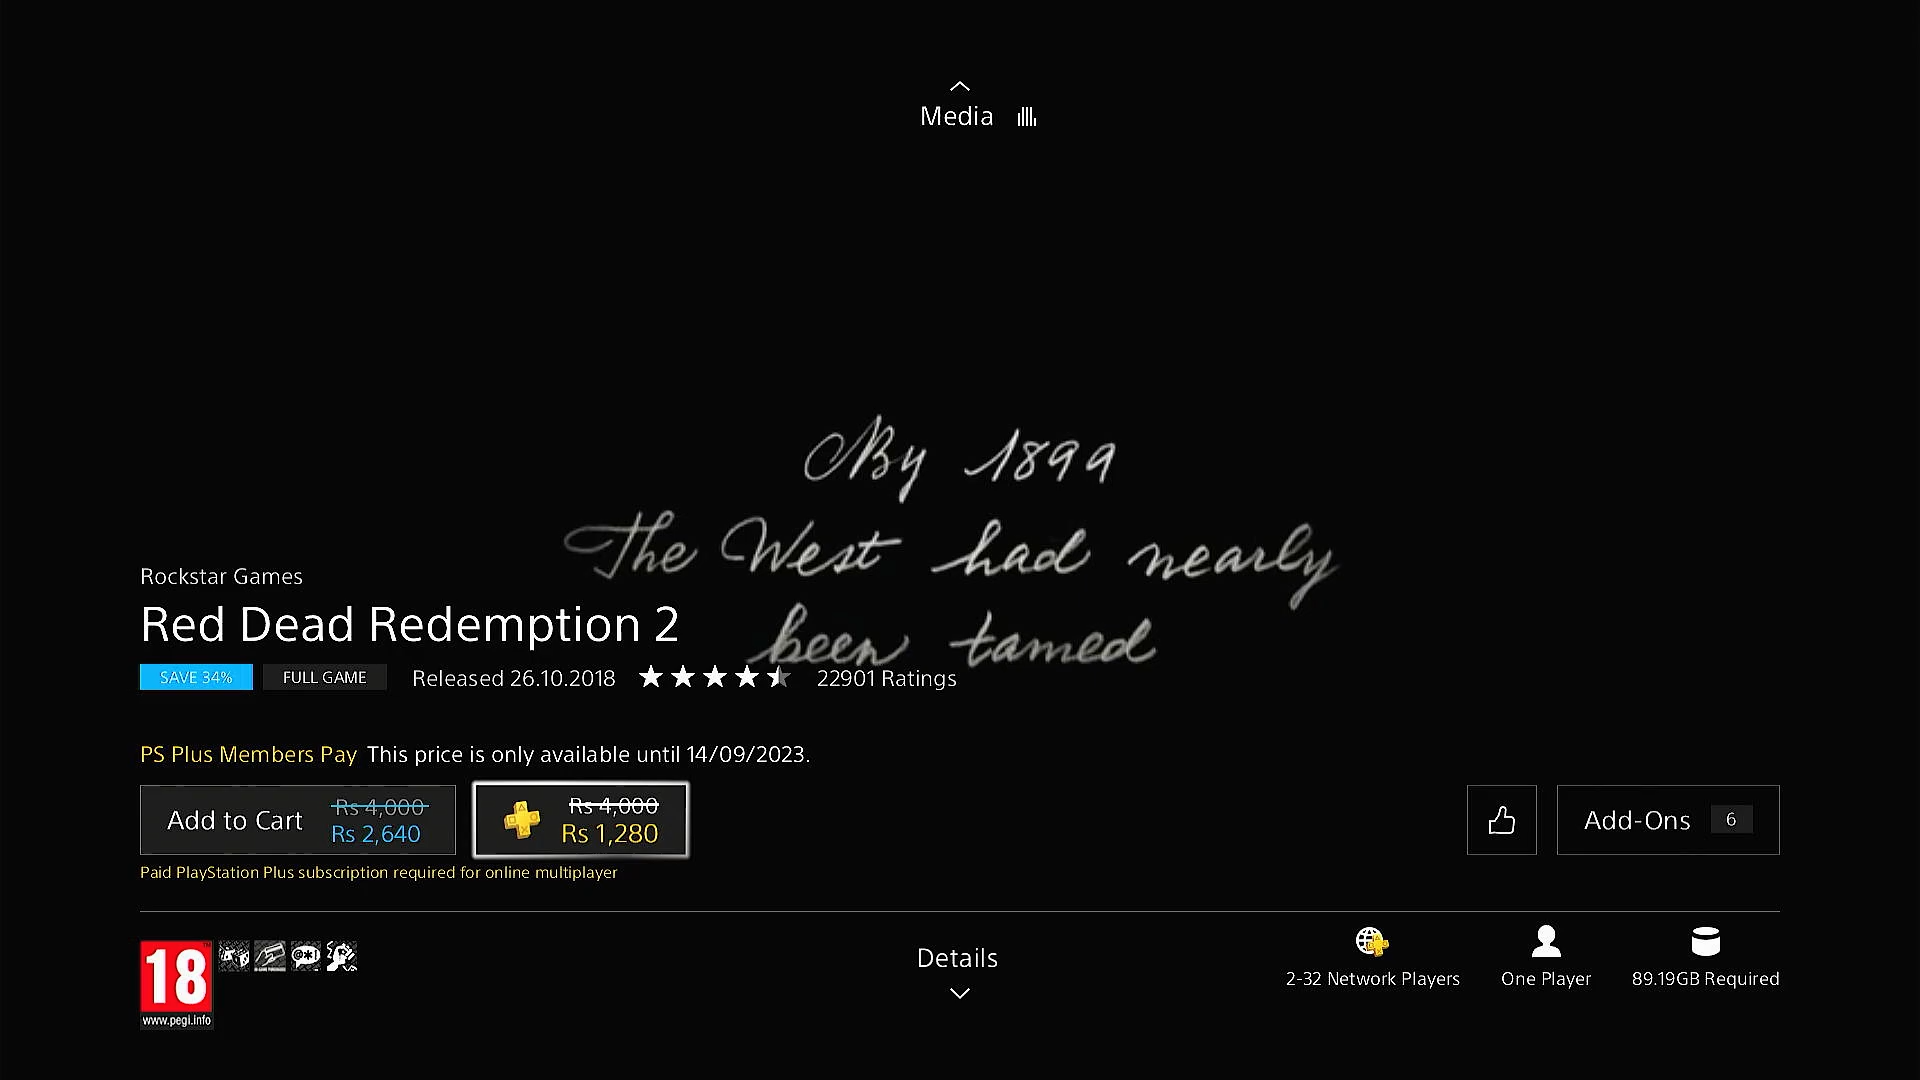 Media
By 1899
The West had nearly
been tamed
Rockstar Games
Red Dead Redemption 2
SAVE 34% FULL GAME Released 26.10.2018 22901 Ratings
PS Plus Members Pay This price is only available until 14/09/2023.
Add to Cart Rs 4,000 Rs 2,640
Rs 4,000 Rs 1,280
Add-Ons 6
Paid PlayStation Plus subscription required for online multiplayer
18
www.pegi.info
Details
2-32 Network Players One Player 89.19GB Required